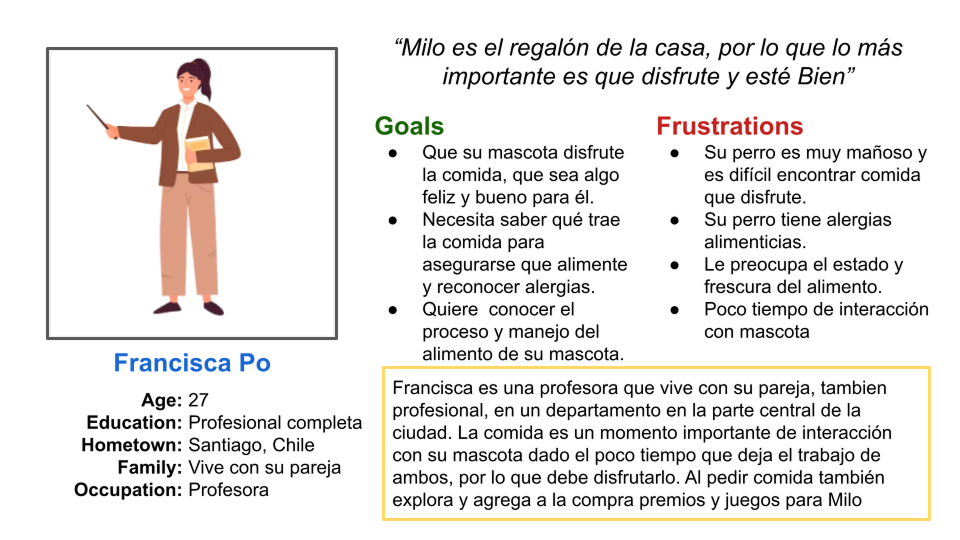 “Milo es el regalón de la casa, por lo que lo más
importante es que disfrute y esté Bien”
Goals
● Que su mascota disfrute
la comida, que sea algo
feliz y bueno para él.
● Necesita saber qué trae
la comida para
asegurarse que alimente
y reconocer alergias.
● Quiere  conocer el
proceso y manejo del
alimento de su mascota.
Frustrations
● Su perro es muy mañoso y
es difícil encontrar comida
que disfrute.
● Su perro tiene alergias
alimenticias.
● Le preocupa el estado y
frescura del alimento.
● Poco tiempo de interacción
con mascota
Francisca Po
Age: 27
Education: Profesional completa
Hometown: Santiago, Chile
Family: Vive con su pareja
Occupation: Profesora
Francisca es una profesora que vive con su pareja, tambien
profesional, en un departamento en la parte central de la
ciudad. La comida es un momento importante de interacción
con su mascota dado el poco tiempo que deja el trabajo de
ambos, por lo que debe disfrutarlo. Al pedir comida también
explora y agrega a la compra premios y juegos para Milo